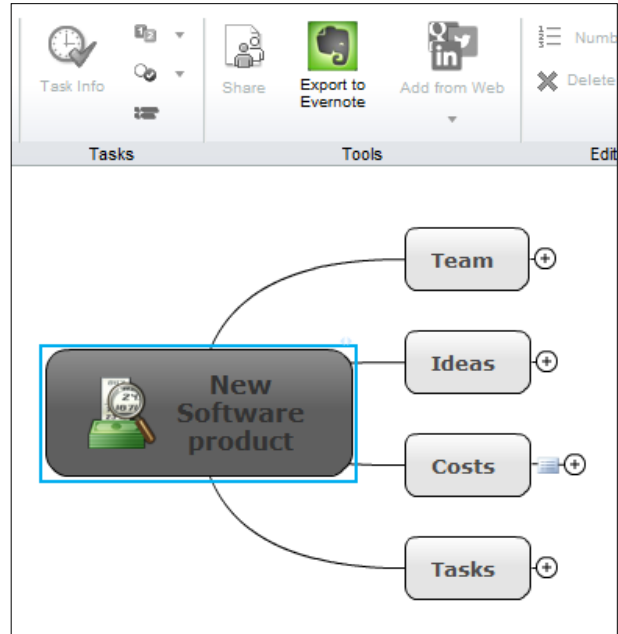 Task Info
Share
Export to
Evernote
Add from Web
Numb
Delete
Tasks
Tools
Edit
Team
Ideas
New
Software
product
Costs
Tasks